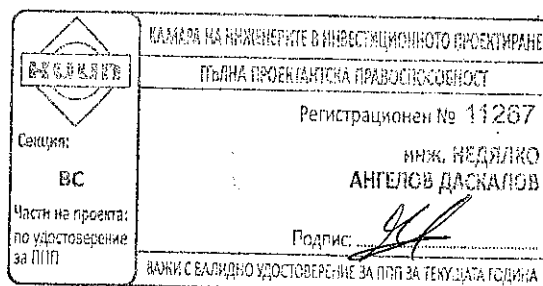 КАМАРА НА ИНЖЕНЕРИТЕ В ИНВЕСТИЦИОННОТО ПРОЕКТИРАНЕ
КИИП
ПЪЛНА ПРОЕКТАНТСКА ПРАВОСПОСОБНОСТ
Регистрационен № 11267
Секция:
ВС
Части на проекта:
по удостоверение
за ППП
инж. НЕДЯЛКО
АНГЕЛОВ ДАСКАЛОВ
Подпис:
ВАЖИ С ВАЛИДНО УДОСТОВЕРЕНИЕ ЗА ППП ЗА ТЕКУЩАТА ГОДИНА